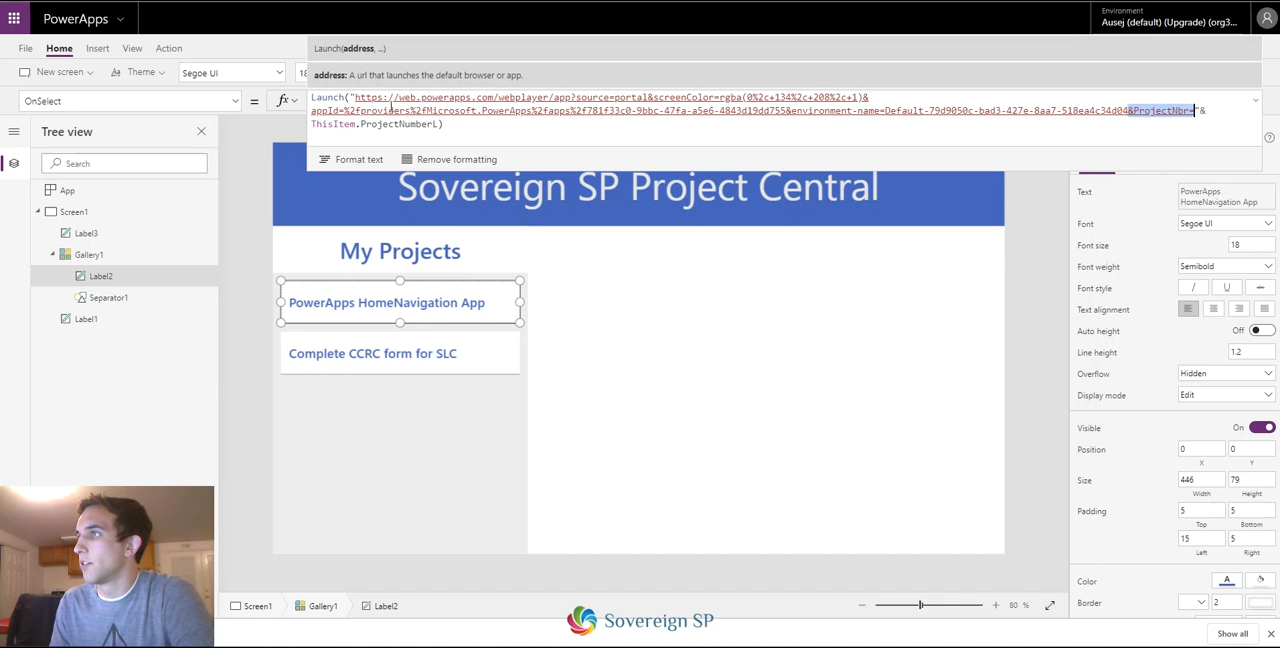 PowerApps
Environment
Ausej (default) (Upgrade) (org3...
File Home Insert View Action
Launch(address, ...)
New screen Theme Segoe UI 18
address: A url that launches the default browser or app.
OnSelect = fx
Launch("https://web.powerapps.com/webplayer/app?source=portal&screenColor=rgba(0%2c+134%2c+208%2c+1)&
appId=%2fproviders%2fMicrosoft.PowerApps%2fapps%2f781f33c0-9bbc-47fa-a5e6-4843d19dd755&environment-name=Default-79d9050c-bad3-427e-8aa7-518ea4c34d04&ProjectNbr="&
ThisItem.ProjectNumberL)
Format text Remove formatting
Tree view
Search
App
Screen1
Label3
Gallery1
Label2
Separator1
Label1
Sovereign SP Project Central
My Projects
PowerApps HomeNavigation App
Complete CCRC form for SLC
Text PowerApps
HomeNavigation App
Font Segoe UI
Font size 18
Font weight Semibold
Font style / U abc
Text alignment
Auto height Off
Line height 1.2
Overflow Hidden
Display mode Edit
Visible On
Position 0 0
X Y
Size 446 79
Width Height
Padding 5 5
Top Bottom
15 5
Left Right
Color A
Border 2
Screen1 Gallery1 Label2
80 %
Sovereign SP
Show all